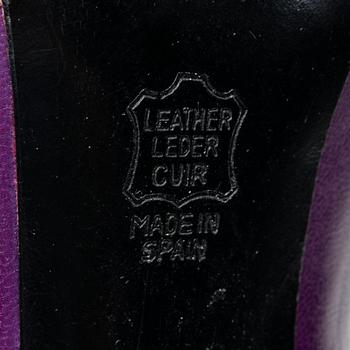 LEATHER
LEDER
CUIR
MADE IN
SPAIN